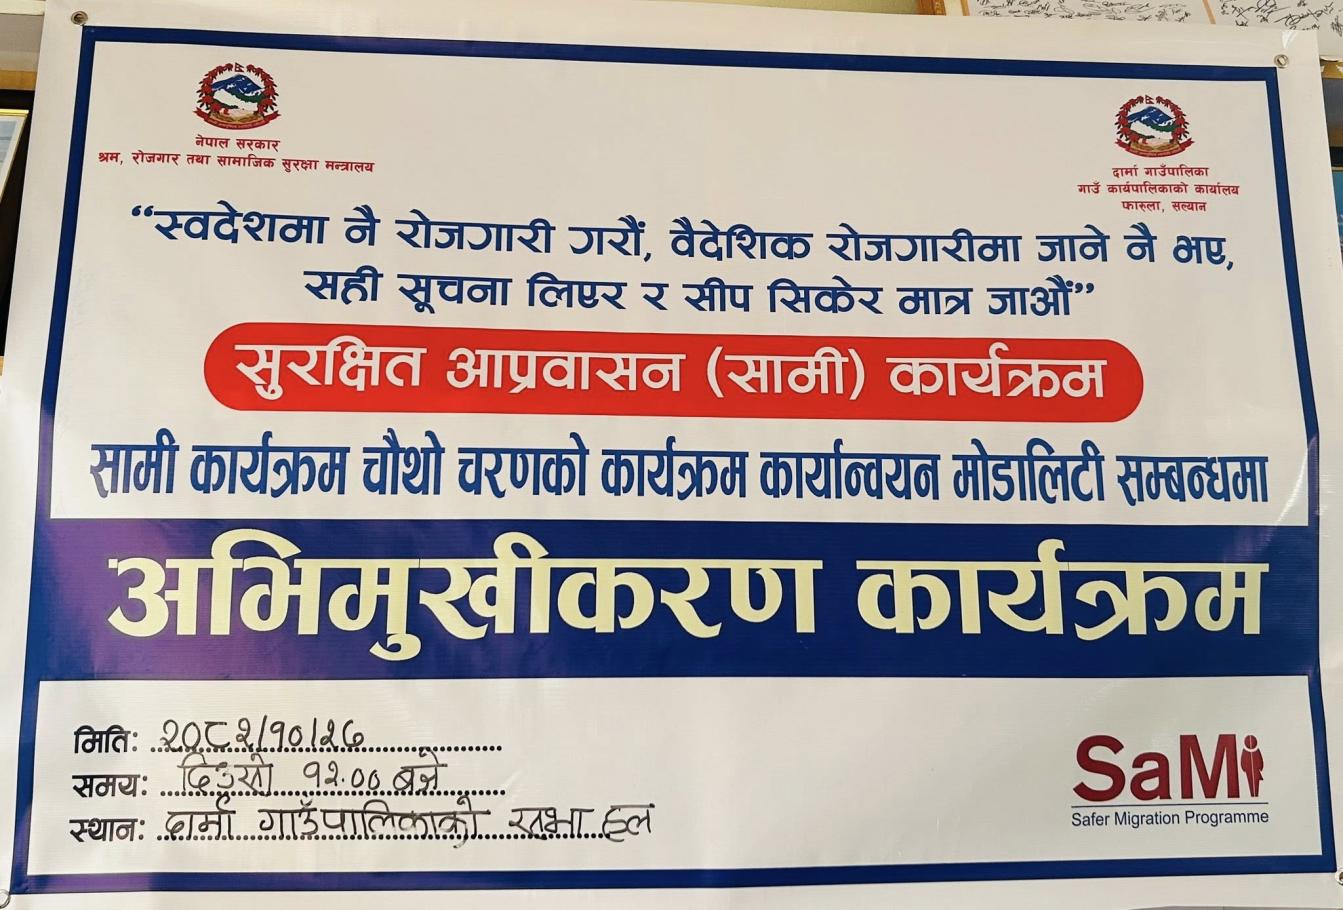 नेपाल सरकार
श्रम, रोजगार तथा सामाजिक सुरक्षा मन्त्रालय
दार्मा गाउँपालिका
गाउँ कार्यपालिकाको कार्यालय
फारुला, सल्यान
“स्वदेशमा नै रोजगारी गरौं, वैदेशिक रोजगारीमा जाने नै भए,
सही सूचना लिएर र सीप सिकेर मात्र जाऔं”
सुरक्षित आप्रवासन (सामी) कार्यक्रम
सामी कार्यक्रम चौथो चरणको कार्यक्रम कार्यान्वयन मोडालिटी सम्बन्धमा
अभिमुखीकरण कार्यक्रम
मिति: २०८२/१०/२७
समय: दिउसो १२.०० बजे
स्थान: दार्मा गाउँपालिकाको सभा हल
SaMi
Safer Migration Programme